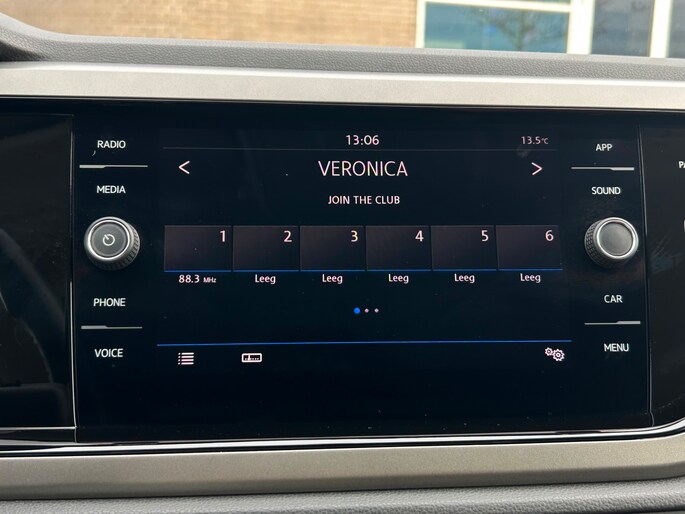 13:06
13.5°C
RADIO
APP
VERONICA
MEDIA
SOUND
JOIN THE CLUB
1 2 3 4 5 6
88.3 MHz Leeg Leeg Leeg Leeg Leeg
PHONE
CAR
VOICE
MENU